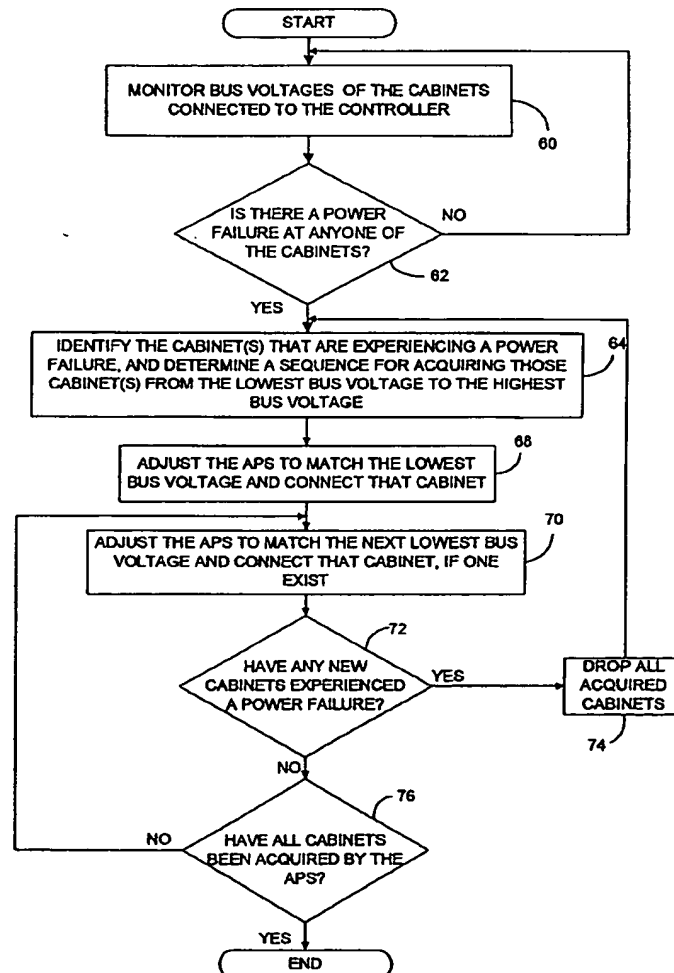 START
MONITOR BUS VOLTAGES OF THE CABINETS
CONNECTED TO THE CONTROLLER
60
IS THERE A POWER
FAILURE AT ANYONE OF
THE CABINETS?
NO
62
YES
IDENTIFY THE CABINET(S) THAT ARE EXPERIENCING A POWER
FAILURE, AND DETERMINE A SEQUENCE FOR ACQUIRING THOSE
CABINET(S) FROM THE LOWEST BUS VOLTAGE TO THE HIGHEST
BUS VOLTAGE
64
ADJUST THE APS TO MATCH THE LOWEST
BUS VOLTAGE AND CONNECT THAT CABINET
68
ADJUST THE APS TO MATCH THE NEXT LOWEST BUS
VOLTAGE AND CONNECT THAT CABINET, IF ONE
EXIST
70
72
HAVE ANY NEW
CABINETS EXPERIENCED
A POWER FAILURE?
YES
DROP ALL
ACQUIRED
CABINETS
74
NO
76
HAVE ALL CABINETS
BEEN ACQUIRED BY THE
APS?
NO
YES
END